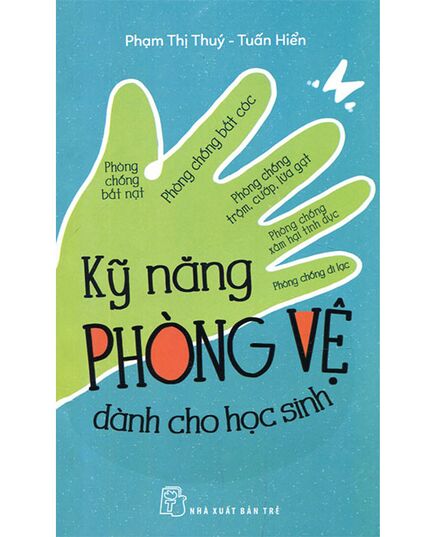 Phạm Thị Thuý - Tuấn Hiển
Phòng
chống
bắt nạt
Phòng chống bắt cóc
Phòng chống
trộm, cướp, lừa gạt
Phòng chống
xâm hại tình dục
Phòng chống đi lạc
Kỹ năng
PHÒNG VỆ
dành cho học sinh
NHÀ XUẤT BẢN TRẺ